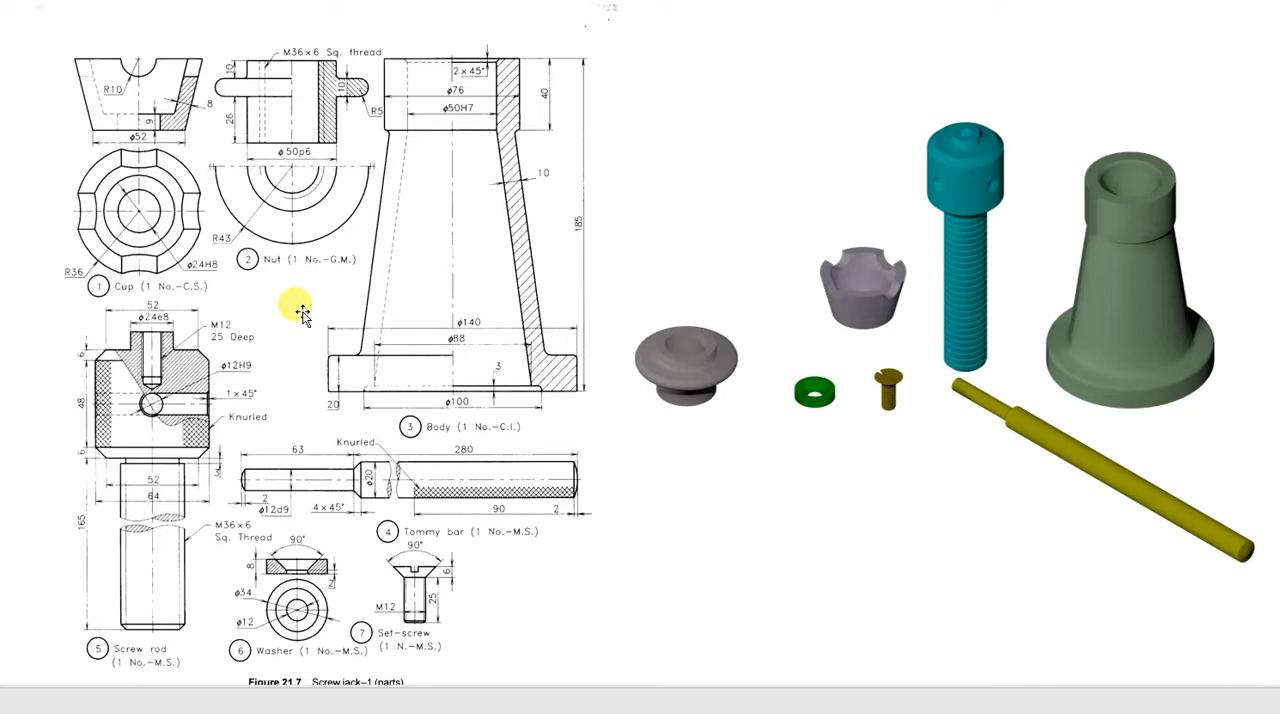 R10
8
9
ϕ52
R36
ϕ24H8
1 Cup (1 No.-C.S.)
M36×6 Sq. thread
10
10
26
R5
ϕ50p6
R43
2 Nut (1 No.-G.M.)
2×45°
ϕ76
ϕ50H7
40
10
185
ϕ140
ϕ88
3
20
ϕ100
3 Body (1 No.-C.I.)
52
ϕ24e8
M12
25 Deep
6
ϕ12H9
1×45°
48
Knurled
6
3
52
64
165
M36×6
Sq. Thread
5 Screw rod
(1 No.-M.S.)
Knurled
63
280
ϕ20
2
ϕ12d9
4×45°
90
2
4 Tommy bar (1 No.-M.S.)
90°
8
2
ϕ34
ϕ12
6 Washer (1 No.-M.S.)
90°
6
M12
25
7 Set-screw
(1 N.-M.S.)
Figure 21.7 Screw jack–1 (parts)